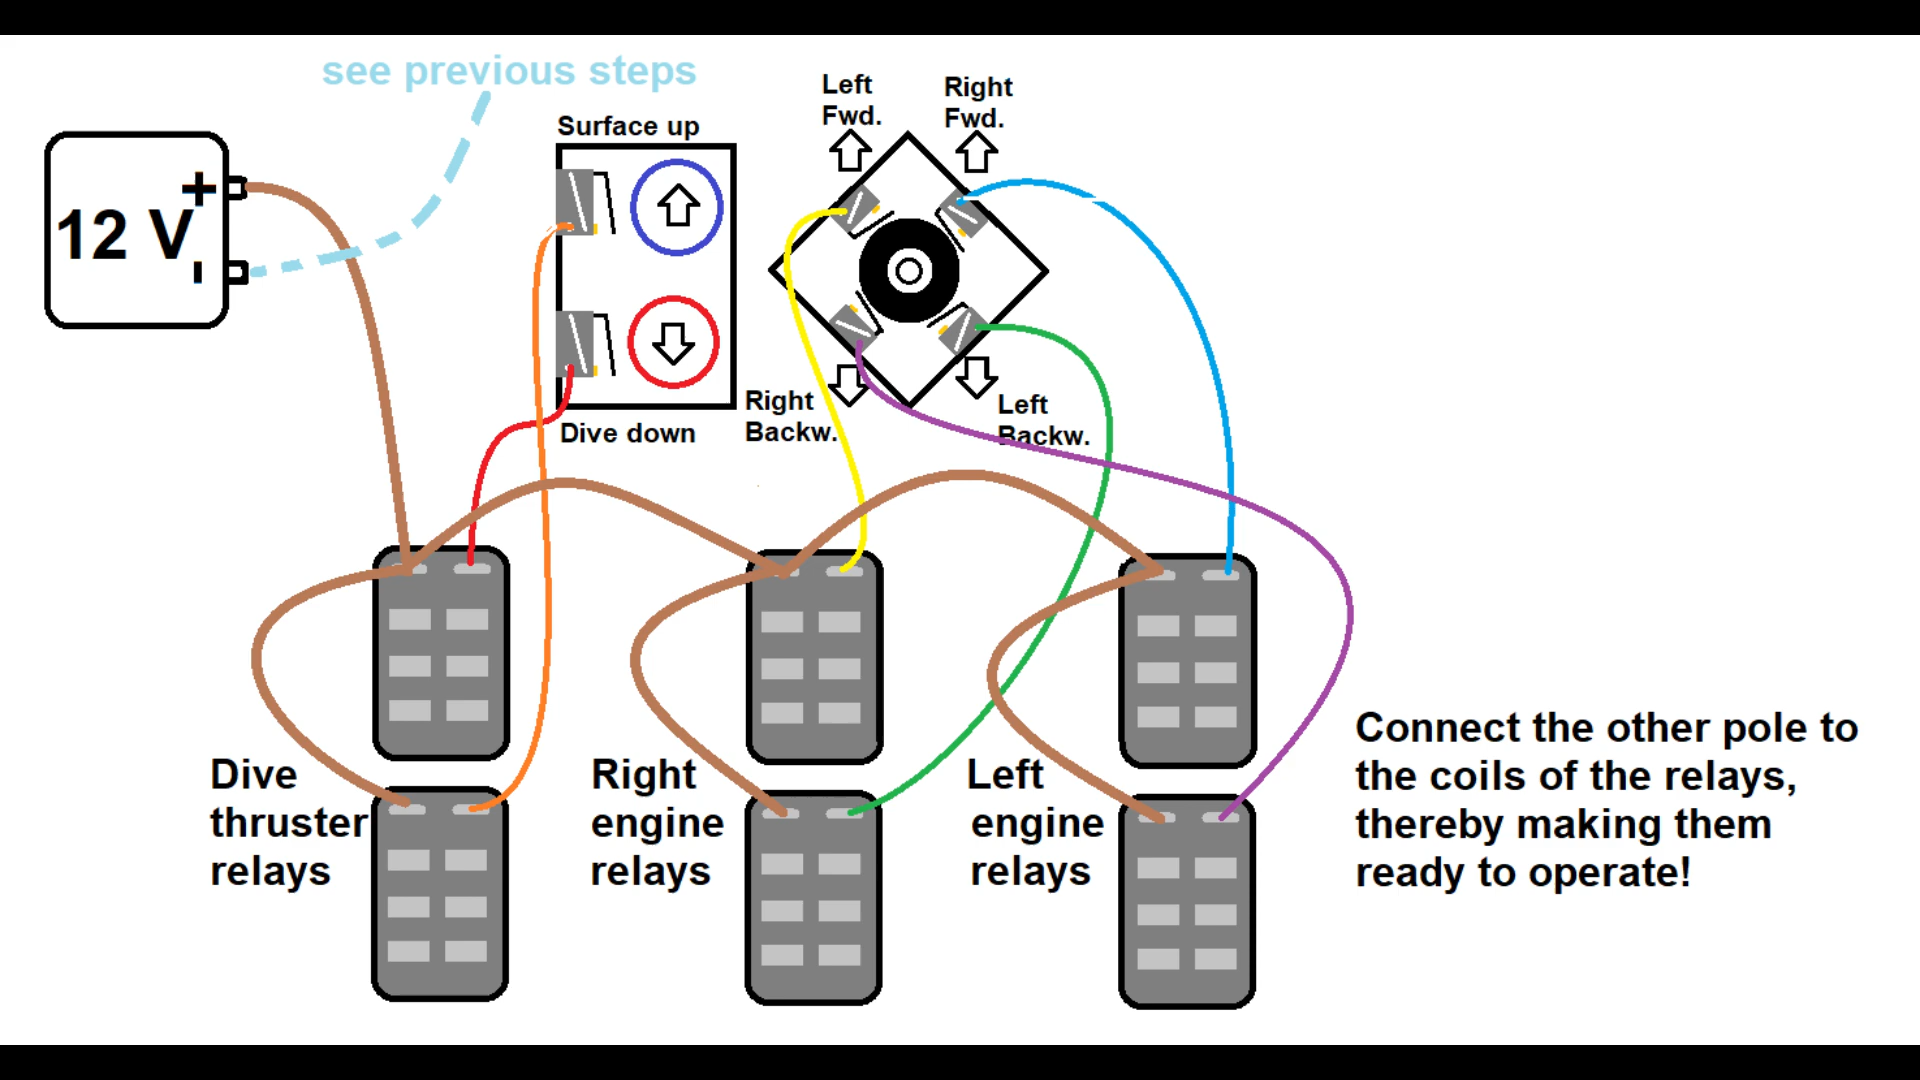 see previous steps
Left
Fwd.
Right
Fwd.
Surface up
+
12 V
-
Right
Backw.
Left
Backw.
Dive down
Dive
thruster
relays
Right
engine
relays
Left
engine
relays
Connect the other pole to
the coils of the relays,
thereby making them
ready to operate!